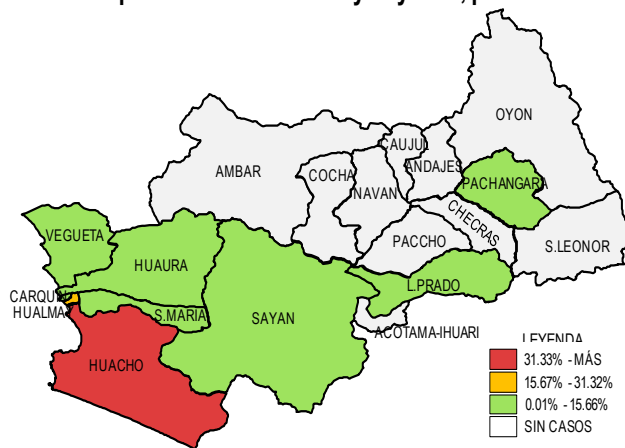 OYON
CAUJUL
ANDAJES
AMBAR
COCHA
NAVAN
PACHANGARA
CHECRAS
VEGUETA
PACCHO
S.LEONOR
HUAURA
L.PRADO
CARQUIN
HUALMA
S.MARIA
SAYAN
ACOTAMA-IHUARI
HUACHO
LEYENDA
31.33% - MÁS
15.67% - 31.32%
0.01% - 15.66%
SIN CASOS